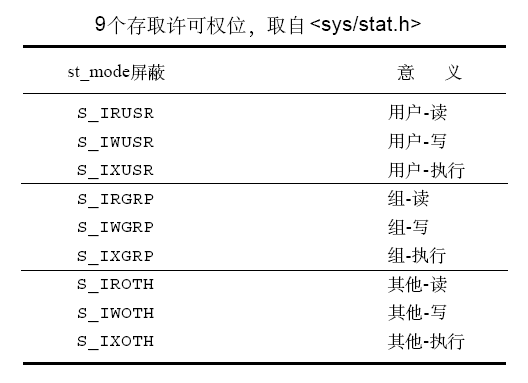 9个存取许可权位，取自 <sys/stat.h>
st_mode屏蔽 意 义
S_IRUSR 用户-读
S_IWUSR 用户-写
S_IXUSR 用户-执行
S_IRGRP 组-读
S_IWGRP 组-写
S_IXGRP 组-执行
S_IROTH 其他-读
S_IWOTH 其他-写
S_IXOTH 其他-执行